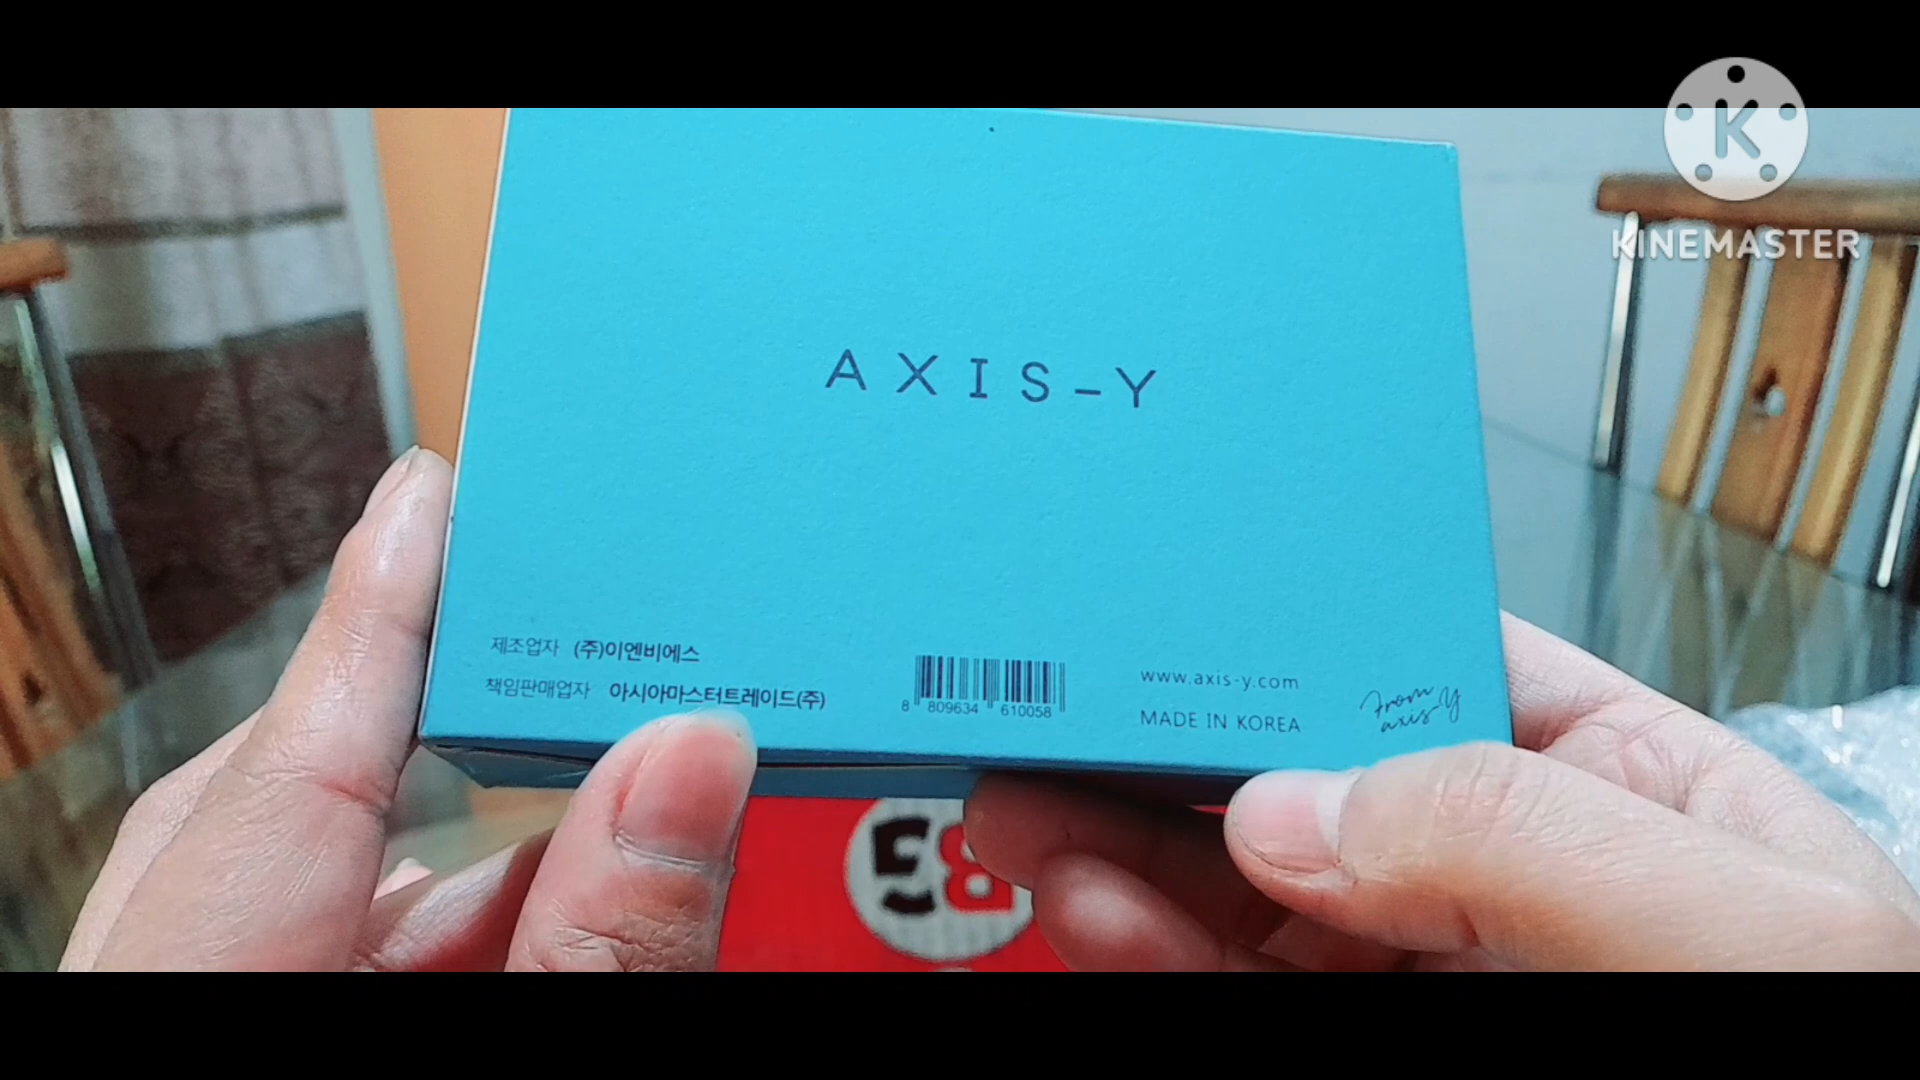 K
KINEMASTER
AXIS-Y
제조업자 (주)이엔비에스
책임판매업자 아시아마스터트레이드(주)
8 809634 610058
www.axis-y.com
MADE IN KOREA
From
axis-Y